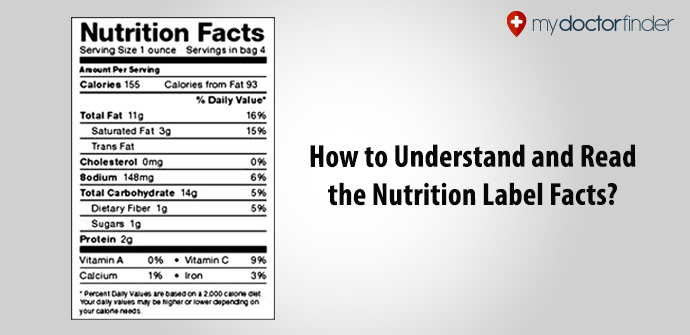 Nutrition Facts
Serving Size 1 ounce Servings in bag 4
Amount Per Serving
Calories 155 Calories from Fat 93
% Daily Value*
Total Fat 11g 16%
Saturated Fat 3g 15%
Trans Fat
Cholesterol 0mg 0%
Sodium 148mg 6%
Total Carbohydrate 14g 5%
Dietary Fiber 1g 5%
Sugars 1g
Protein 2g
Vitamin A 0% • Vitamin C 9%
Calcium 1% • Iron 3%
* Percent Daily Values are based on a 2,000 calorie diet.
Your daily values may be higher or lower depending on
your calorie needs.
mydoctorfinder
How to Understand and Read
the Nutrition Label Facts?